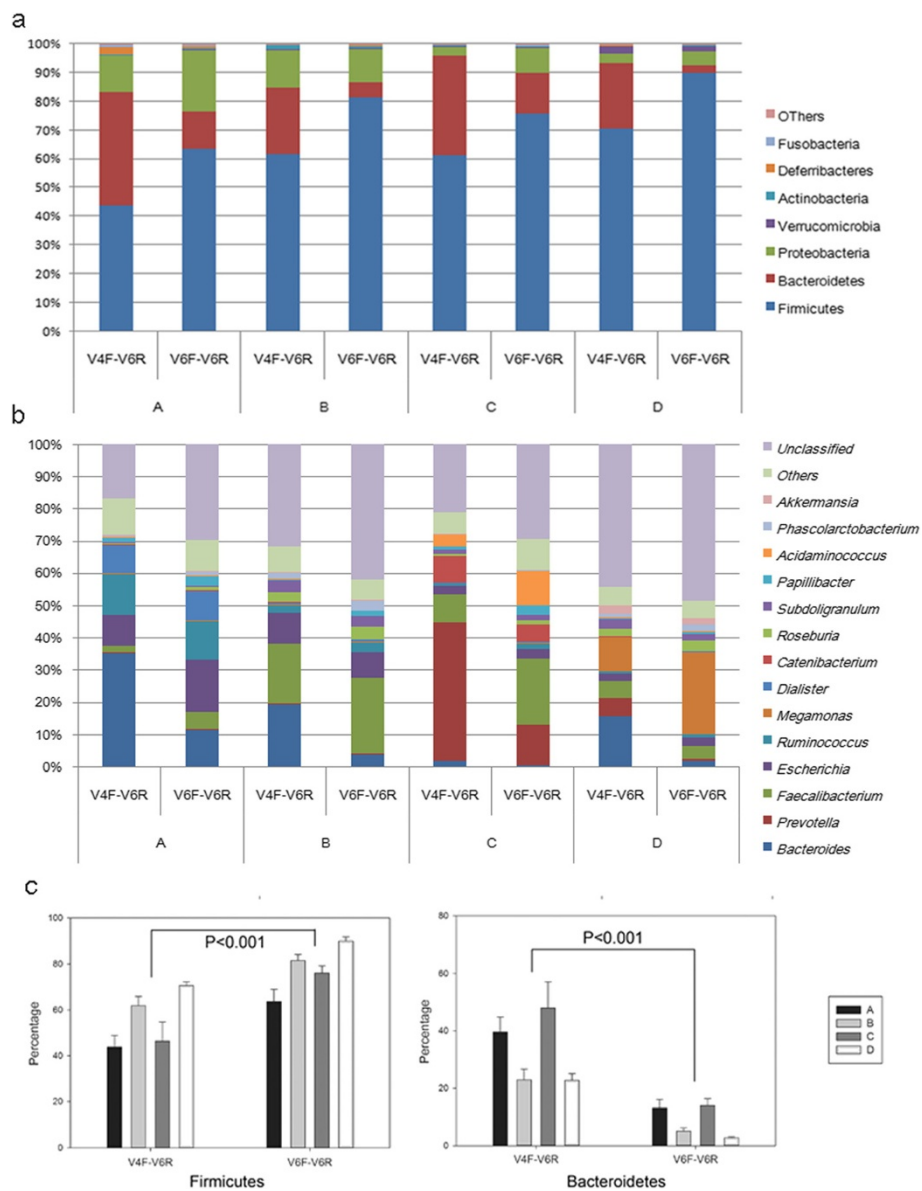 a
100%
90%
80%
70%
60%
50%
40%
30%
20%
10%
0%
V4F-V6R V6F-V6R V4F-V6R V6F-V6R V4F-V6R V6F-V6R V4F-V6R V6F-V6R
A B C D
OThers
Fusobacteria
Deferribacteres
Actinobacteria
Verrucomicrobia
Proteobacteria
Bacteroidetes
Firmicutes
b
100%
90%
80%
70%
60%
50%
40%
30%
20%
10%
0%
V4F-V6R V6F-V6R V4F-V6R V6F-V6R V4F-V6R V6F-V6R V4F-V6R V6F-V6R
A B C D
Unclassified
Others
Akkermansia
Phascolarctobacterium
Acidaminococcus
Papillibacter
Subdoligranulum
Roseburia
Catenibacterium
Dialister
Megamonas
Ruminococcus
Escherichia
Faecalibacterium
Prevotella
Bacteroides
c
100
80
60
40
20
0
Percentage
P<0.001
V4F-V6R V6F-V6R
Firmicutes
80
60
40
20
0
Percentage
P<0.001
V4F-V6R V6F-V6R
Bacteroidetes
A
B
C
D